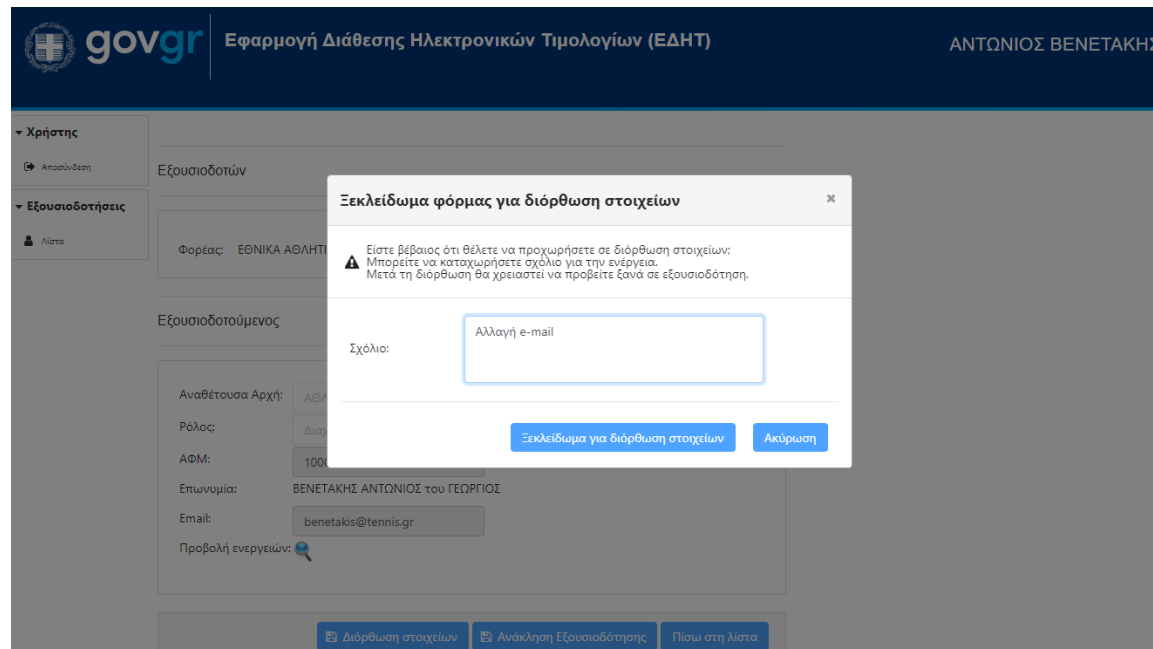 govgr
Εφαρμογή Διάθεσης Ηλεκτρονικών Τιμολογίων (ΕΔΗΤ)
ΑΝΤΩΝΙΟΣ ΒΕΝΕΤΑΚΗΣ
Χρήστης
Αποσύνδεση
Εξουσιοδοτήσεις
Λίστα
Εξουσιοδοτών
Φορέας: ΕΘΝΙΚΑ ΑΘΛΗΤΙ
Ξεκλείδωμα φόρμας για διόρθωση στοιχείων
Είστε βέβαιος ότι θέλετε να προχωρήσετε σε διόρθωση στοιχείων;
Μπορείτε να καταχωρήσετε σχόλιο για την ενέργεια.
Μετά τη διόρθωση θα χρειαστεί να προβείτε ξανά σε εξουσιοδότηση.
Σχόλιο:
Αλλαγή e-mail
Ξεκλείδωμα για διόρθωση στοιχείων
Ακύρωση
Εξουσιοδοτούμενος
Αναθέτουσα Αρχή: ΑΘΛ
Ρόλος: Διαχ
ΑΦΜ: 100
Επωνυμία: ΒΕΝΕΤΑΚΗΣ ΑΝΤΩΝΙΟΣ του ΓΕΩΡΓΙΟΣ
Email: benetakis@tennis.gr
Προβολή ενεργειών:
Διόρθωση στοιχείων
Ανάκληση Εξουσιοδότησης
Πίσω στη λίστα